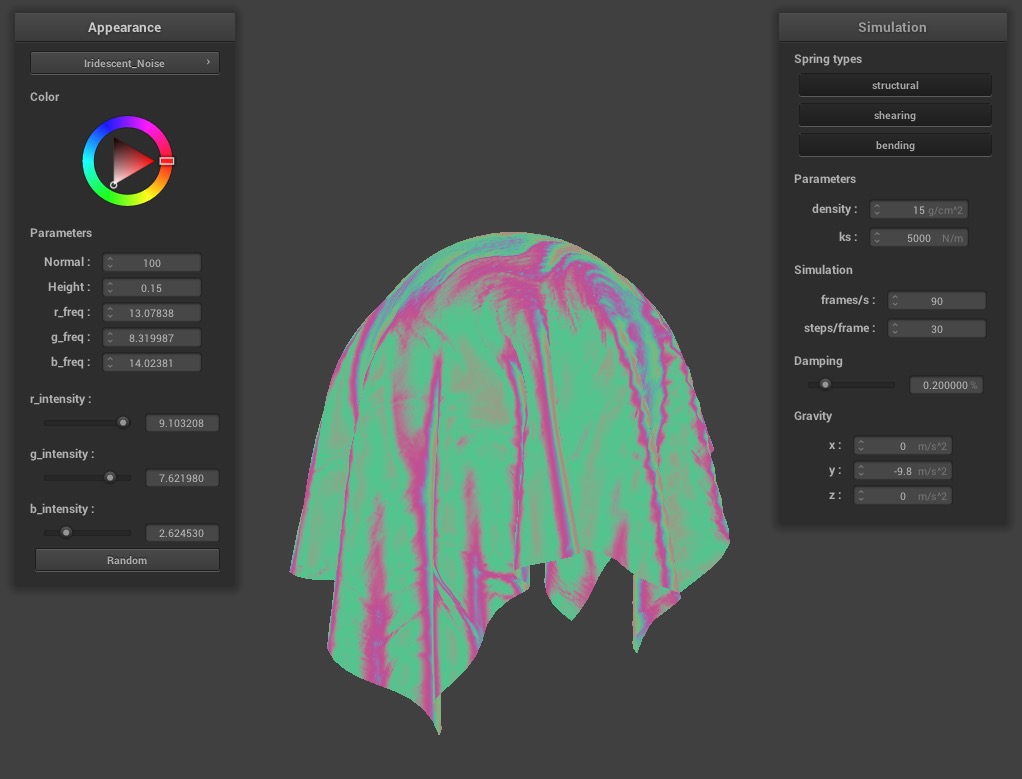 Appearance
Iridescent_Noise ›
Color
Parameters
Normal : 100
Height : 0.15
r_freq : 13.07838
g_freq : 8.319987
b_freq : 14.02381
r_intensity :
9.103208
g_intensity :
7.621980
b_intensity :
2.624530
Random
Simulation
Spring types
structural
shearing
bending
Parameters
density : 15 g/cm^2
ks : 5000 N/m
Simulation
frames/s : 90
steps/frame : 30
Damping
0.200000 %
Gravity
x : 0 m/s^2
y : -9.8 m/s^2
z : 0 m/s^2